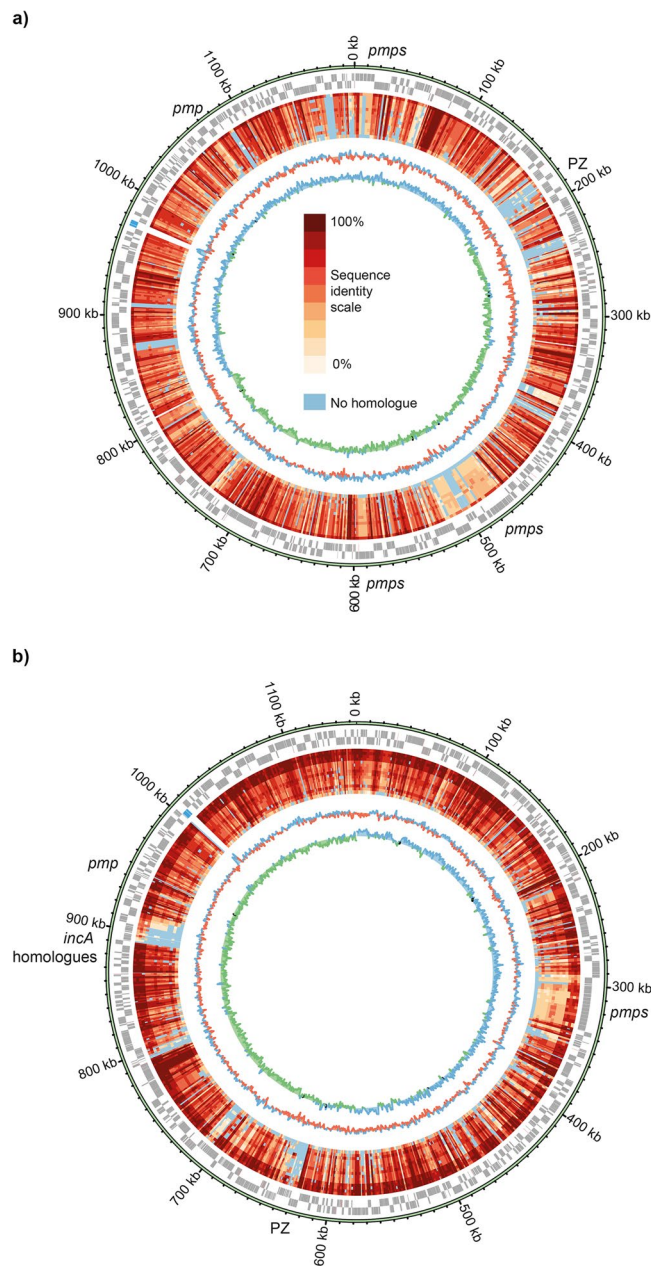 a)
0 kb
pmps
100 kb
PZ
200 kb
300 kb
400 kb
pmps
500 kb
pmps
600 kb
700 kb
800 kb
900 kb
1000 kb
pmp
1100 kb
100%
Sequence
identity
scale
0%
No homologue
b)
0 kb
100 kb
200 kb
300 kb
pmps
400 kb
500 kb
600 kb
PZ
700 kb
800 kb
900 kb
incA
homologues
pmp
1000 kb
1100 kb